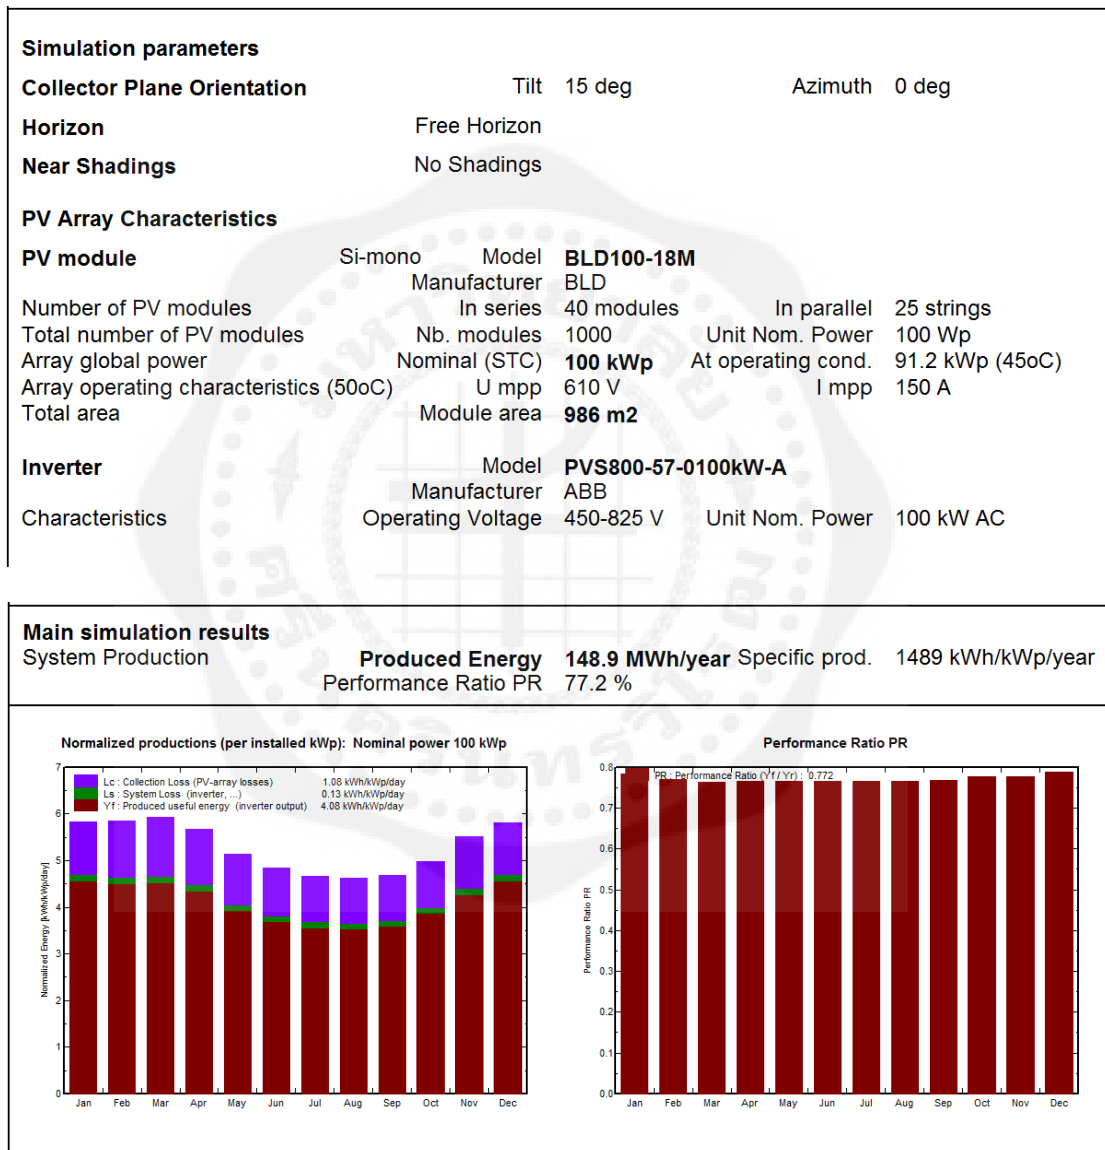 Simulation parameters
Collector Plane Orientation Tilt 15 deg Azimuth 0 deg
Horizon Free Horizon
Near Shadings No Shadings
PV Array Characteristics
PV module Si-mono Model BLD100-18M
Manufacturer BLD
Number of PV modules In series 40 modules In parallel 25 strings
Total number of PV modules Nb. modules 1000 Unit Nom. Power 100 Wp
Array global power Nominal (STC) 100 kWp At operating cond. 91.2 kWp (45oC)
Array operating characteristics (50oC) U mpp 610 V I mpp 150 A
Total area Module area 986 m2
Inverter Model PVS800-57-0100kW-A
Manufacturer ABB
Characteristics Operating Voltage 450-825 V Unit Nom. Power 100 kW AC
Main simulation results
System Production Produced Energy 148.9 MWh/year Specific prod. 1489 kWh/kWp/year
Performance Ratio PR 77.2 %
Normalized productions (per installed kWp): Nominal power 100 kWp
Lc : Collection Loss (PV-array losses) 1.08 kWh/kWp/day
Ls : System Loss (inverter, ...) 0.13 kWh/kWp/day
Yf : Produced useful energy (inverter output) 4.08 kWh/kWp/day
Normalized Energy [kWh/kWp/day]
7
6
5
4
3
2
1
0
Jan Feb Mar Apr May Jun Jul Aug Sep Oct Nov Dec
Performance Ratio PR
PR : Performance Ratio (Yf / Yr) : 0.772
Performance Ratio PR
0.8
0.7
0.6
0.5
0.4
0.3
0.2
0.1
0.0
Jan Feb Mar Apr May Jun Jul Aug Sep Oct Nov Dec